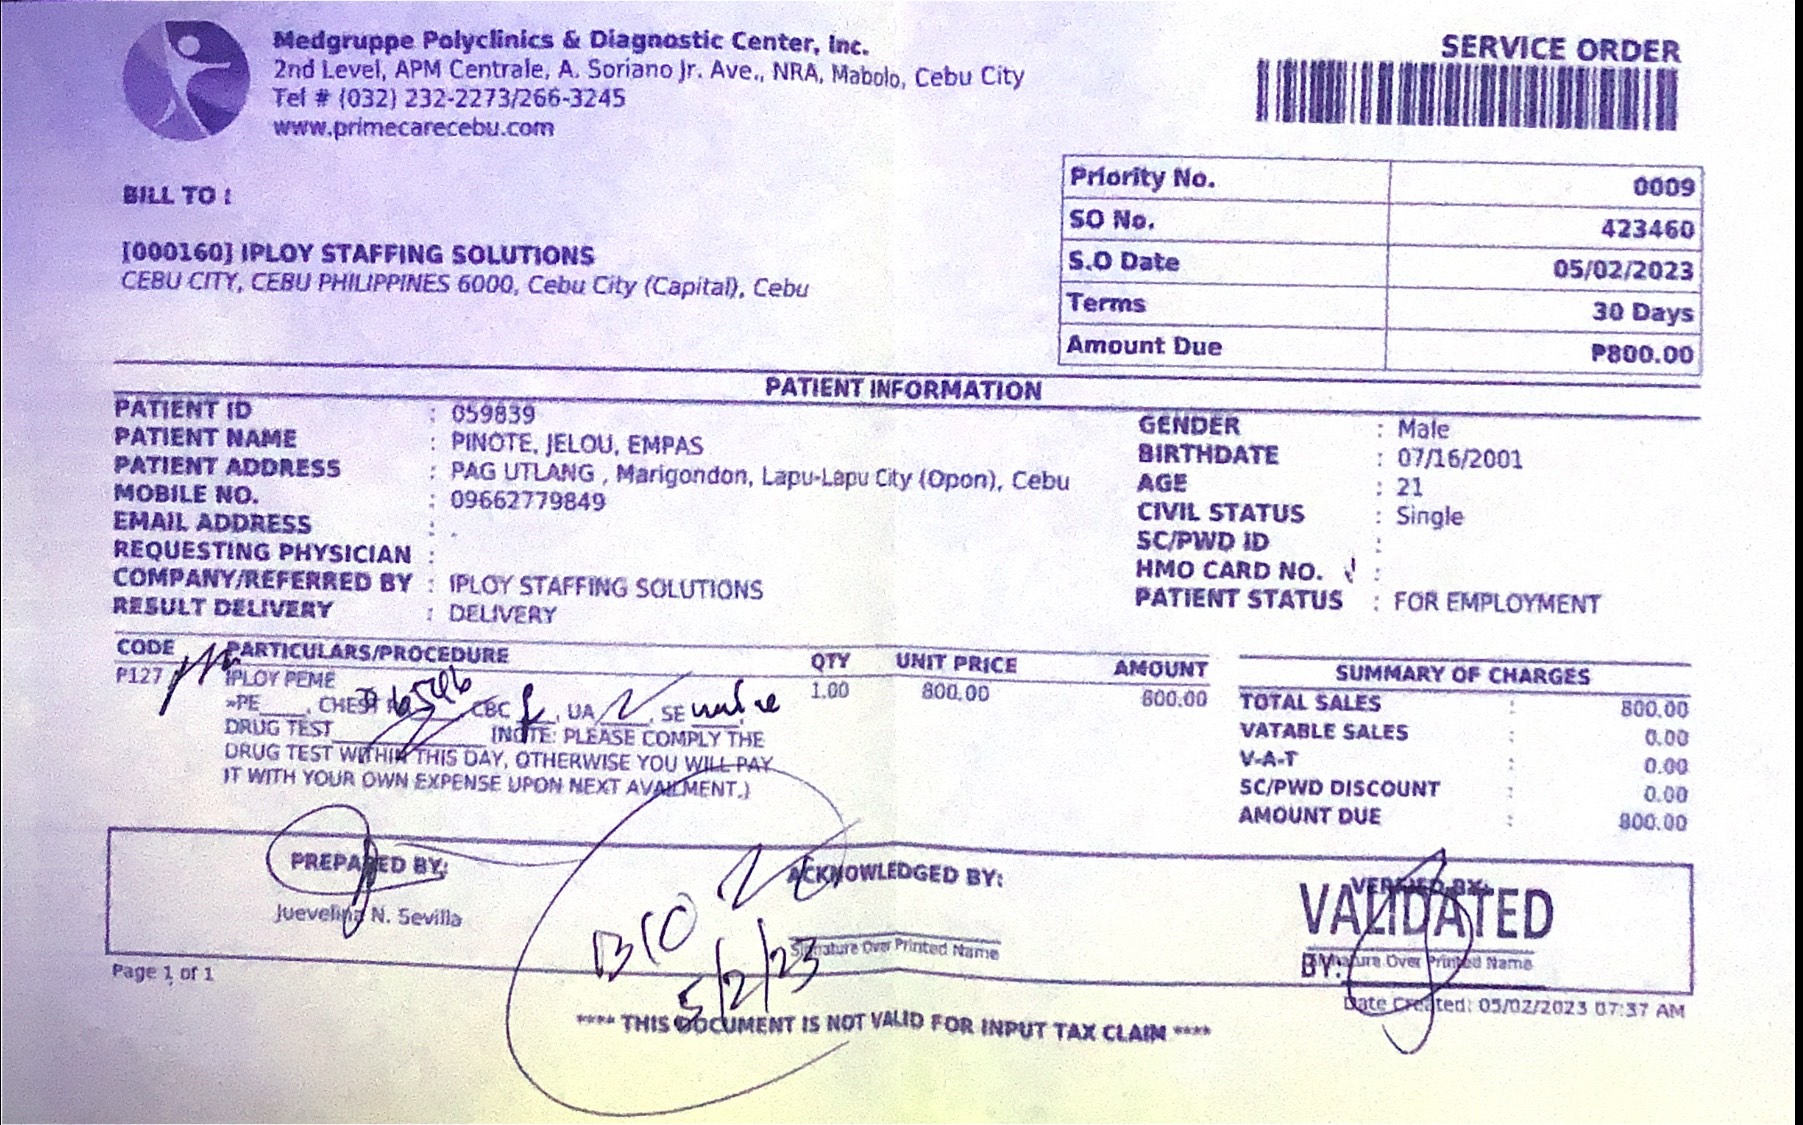 Medgruppe Polyclinics & Diagnostic Center, Inc.
2nd Level, APM Centrale, A. Soriano Jr. Ave., NRA, Mabolo, Cebu City
Tel # (032) 232-2273/266-3245
www.primecarecebu.com
SERVICE ORDER
BILL TO :
[000160] IPLOY STAFFING SOLUTIONS
CEBU CITY, CEBU PHILIPPINES 6000, Cebu City (Capital), Cebu
Priority No. 0009
SO No. 423460
S.O Date 05/02/2023
Terms 30 Days
Amount Due ₱800.00
PATIENT INFORMATION
PATIENT ID : 059839
PATIENT NAME : PINOTE, JELOU, EMPAS
PATIENT ADDRESS : PAG UTLANG , Marigondon, Lapu-Lapu City (Opon), Cebu
MOBILE NO. : 09662779849
EMAIL ADDRESS : .
REQUESTING PHYSICIAN :
COMPANY/REFERRED BY : IPLOY STAFFING SOLUTIONS
RESULT DELIVERY : DELIVERY
GENDER : Male
BIRTHDATE : 07/16/2001
AGE : 21
CIVIL STATUS : Single
SC/PWD ID :
HMO CARD NO. :
PATIENT STATUS : FOR EMPLOYMENT
CODE PARTICULARS/PROCEDURE QTY UNIT PRICE AMOUNT
P127 IPLOY PEME 1.00 800.00 800.00
»PE____, CHEST CBC , UA , SE
DRUG TEST (NOTE: PLEASE COMPLY THE
DRUG TEST WITHIN THIS DAY, OTHERWISE YOU WILL PAY
IT WITH YOUR OWN EXPENSE UPON NEXT AVAILMENT.)
SUMMARY OF CHARGES
TOTAL SALES : 800.00
VATABLE SALES : 0.00
V-A-T : 0.00
SC/PWD DISCOUNT : 0.00
AMOUNT DUE : 800.00
PREPARED BY:
Juevelina N. Sevilla
ACKNOWLEDGED BY:
Signature Over Printed Name
5/2/23
VERIFIED BY:
VALIDATED
Signature Over Printed Name
BY:
Page 1 of 1
Date Created: 05/02/2023 07:37 AM
**** THIS DOCUMENT IS NOT VALID FOR INPUT TAX CLAIM ****